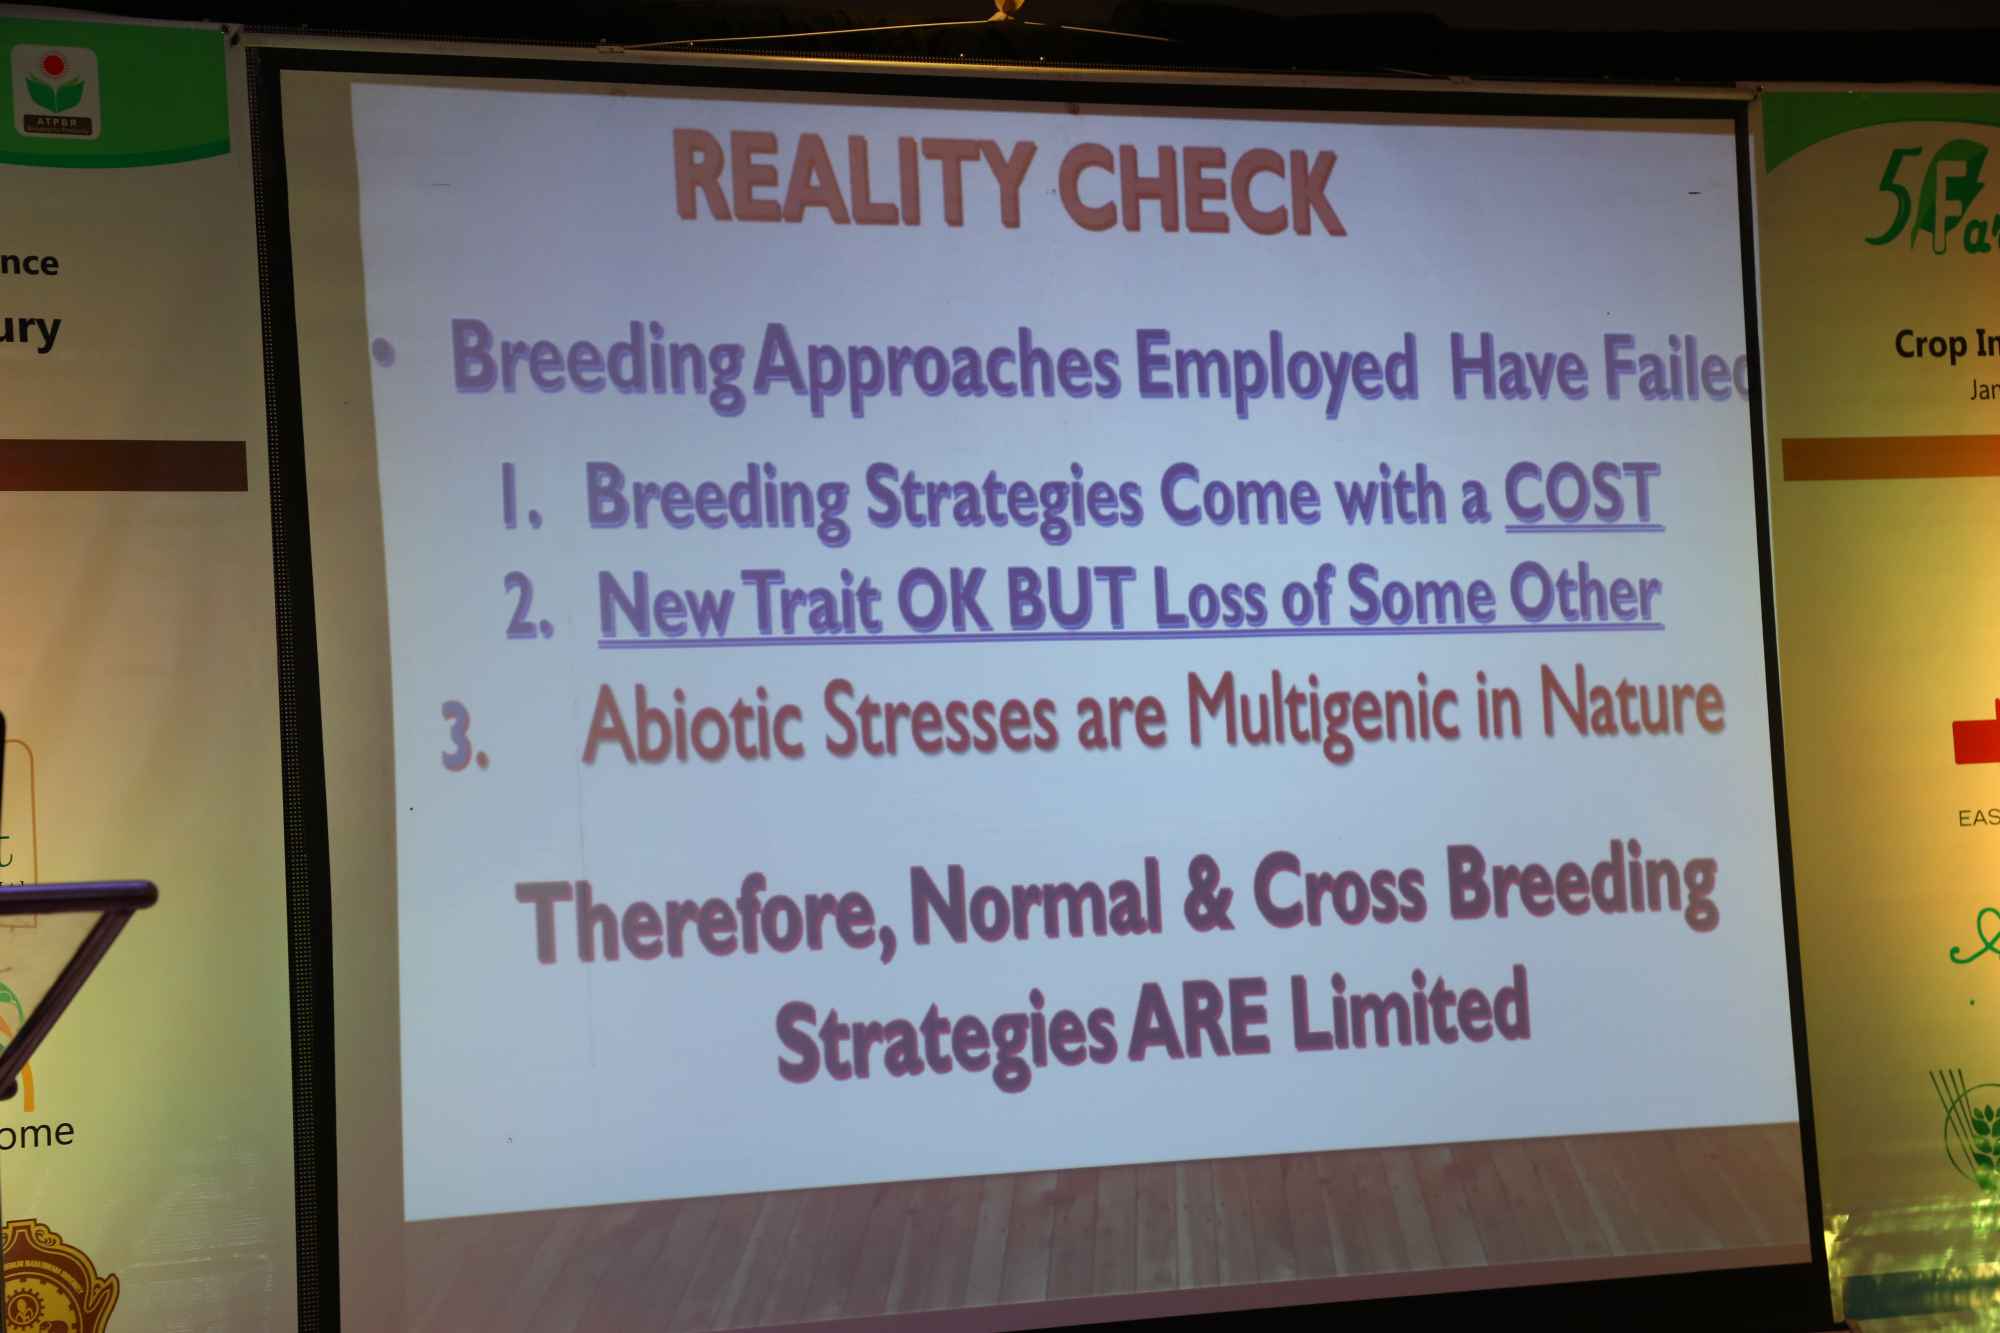 ATPBR
nce
ury
REALITY CHECK
• Breeding Approaches Employed Have Failed
1. Breeding Strategies Come with a COST
2. New Trait OK BUT Loss of Some Other
3. Abiotic Stresses are Multigenic in Nature
Therefore, Normal & Cross Breeding
Strategies ARE Limited
ome
5
Far
Crop In
Jan
EAS